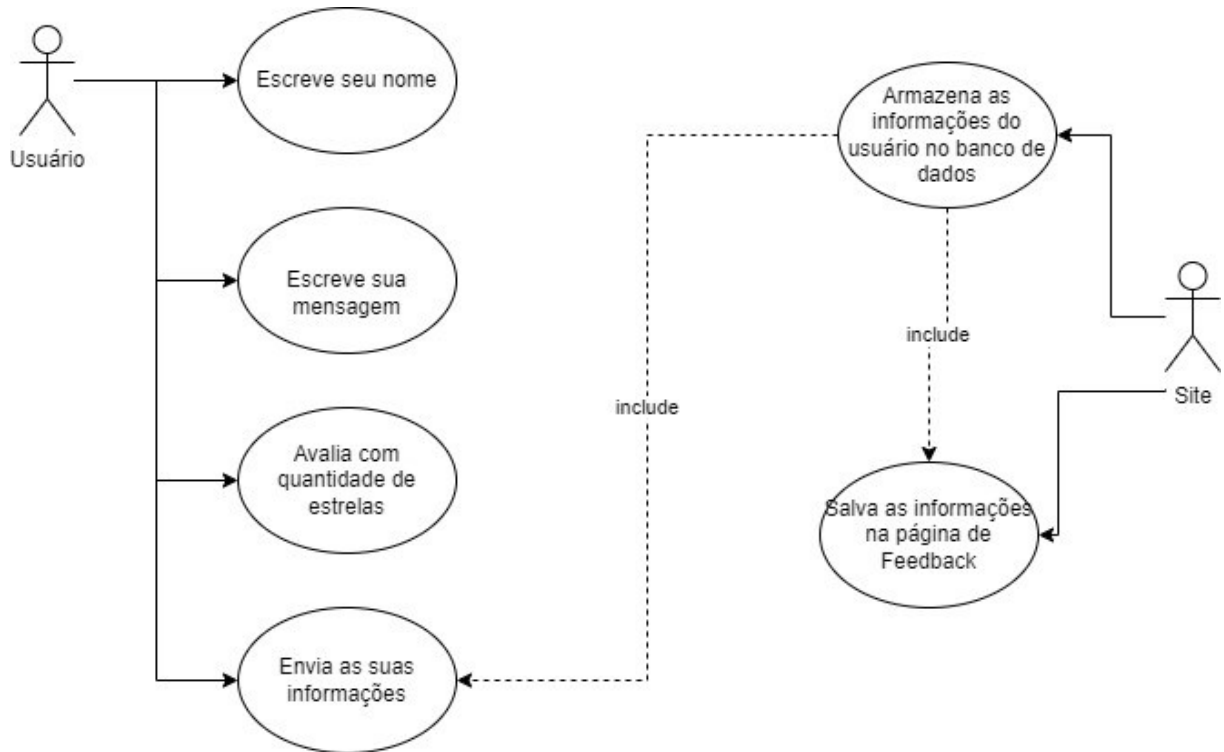 Usuário
Escreve seu nome
Escreve sua
mensagem
Avalia com
quantidade de
estrelas
Envia as suas
informações
include
Armazena as
informações do
usuário no banco de
dados
include
Salva as informações
na página de
Feedback
Site